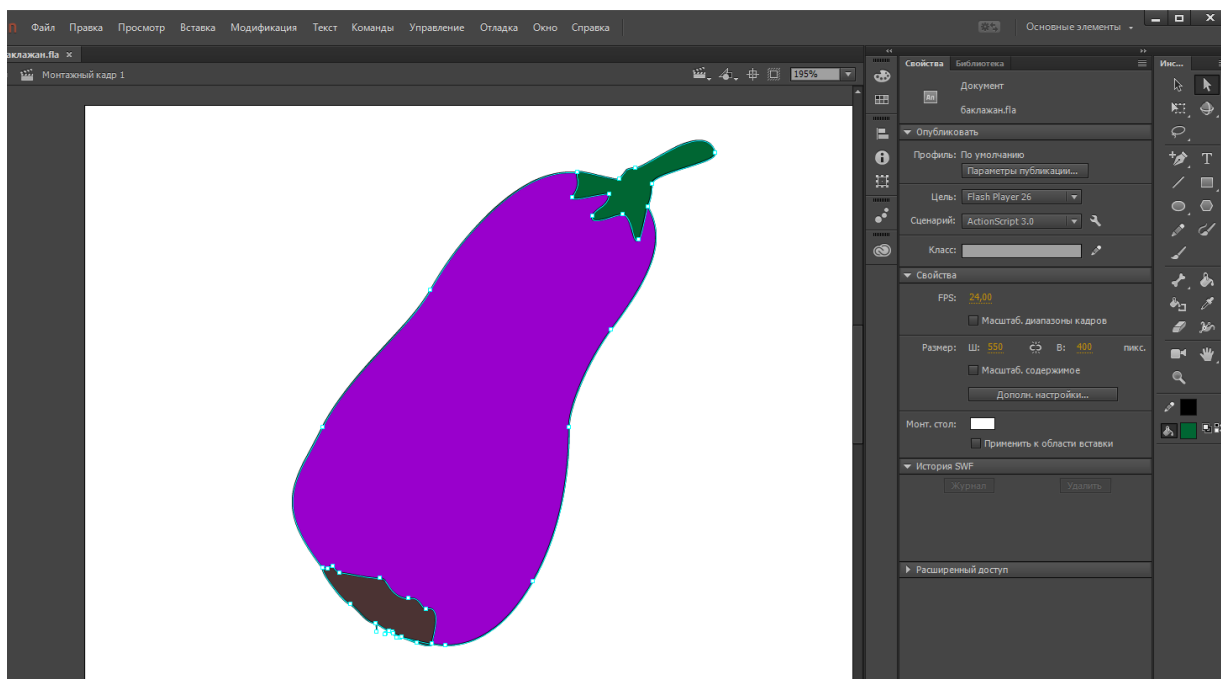 Fl Файл Правка Просмотр Вставка Модификация Текст Команды Управление Отладка Окно Справка Основные элементы
баклажан.fla ×
Монтажный кадр 1 195%
Свойства Библиотека Инс...
Документ
An
баклажан.fla
Опубликовать
Профиль: По умолчанию
Параметры публикации...
Цель: Flash Player 26
Сценарий: ActionScript 3.0
Класс:
Свойства
FPS: 24,00
Масштаб. диапазоны кадров
Размер: Ш: 550 В: 400 пикс.
Масштаб. содержимое
Дополн. настройки...
Монт. стол:
Применить к области вставки
История SWF
Журнал Удалить
Расширенный доступ